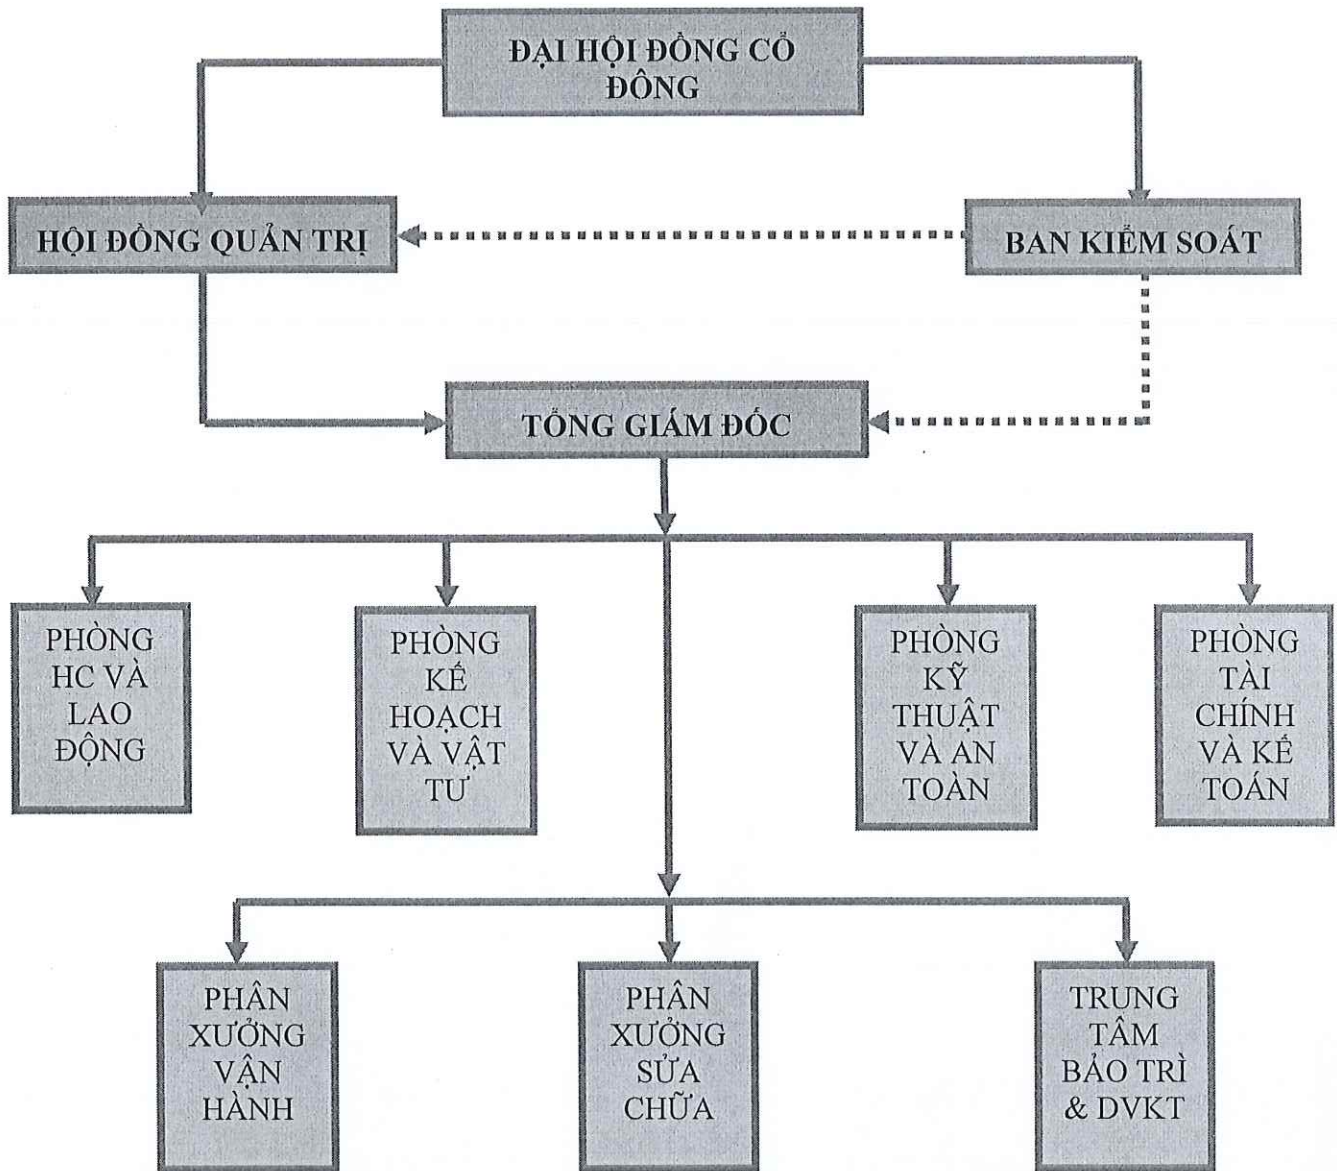 ĐẠI HỘI ĐỒNG CỔ
ĐÔNG
HỘI ĐỒNG QUẢN TRỊ
BAN KIỂM SOÁT
TỔNG GIÁM ĐỐC
PHÒNG
HC VÀ
LAO
ĐỘNG
PHÒNG
KẾ
HOẠCH
VÀ VẬT
TƯ
PHÒNG
KỸ
THUẬT
VÀ AN
TOÀN
PHÒNG
TÀI
CHÍNH
VÀ KẾ
TOÁN
PHÂN
XƯỞNG
VẬN
HÀNH
PHÂN
XƯỞNG
SỬA
CHỮA
TRUNG
TÂM
BẢO TRÌ
& DVKT